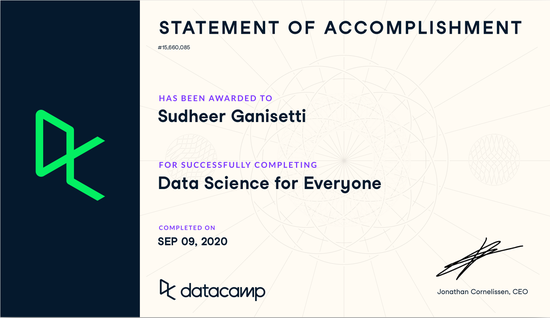 STATEMENT OF ACCOMPLISHMENT
#15,660,085
HAS BEEN AWARDED TO
Sudheer Ganisetti
FOR SUCCESSFULLY COMPLETING
Data Science for Everyone
COMPLETED ON
SEP 09, 2020
datacamp
Jonathan Cornelissen, CEO